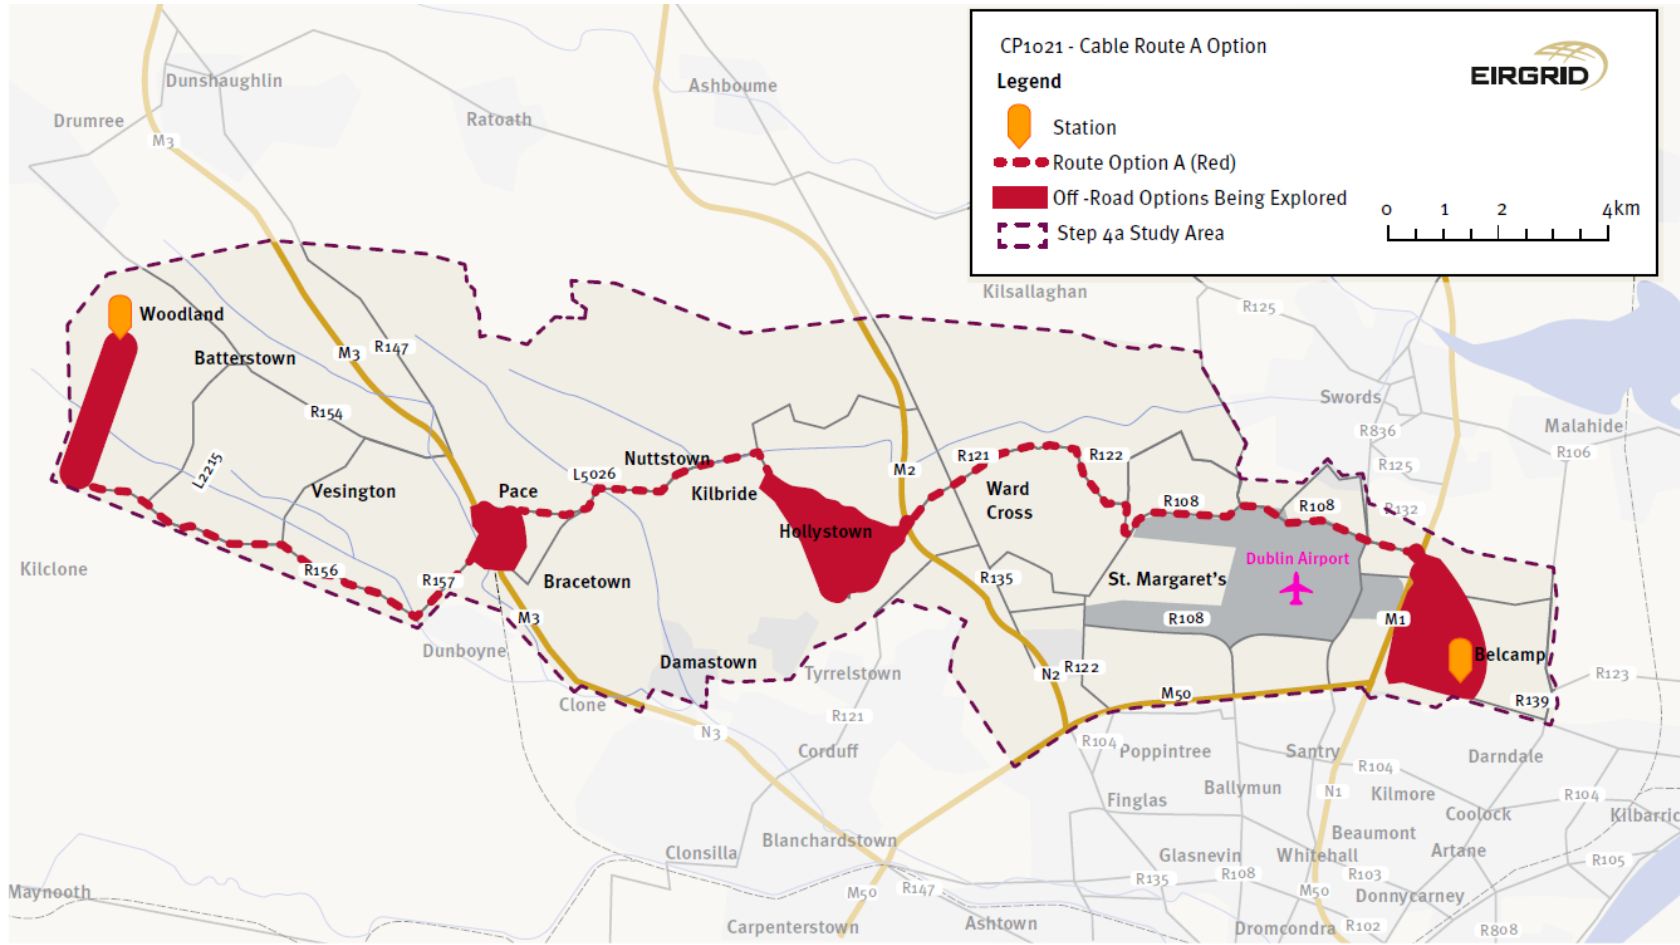 CP1021 - Cable Route A Option
EIRGRID
Legend
Station
Route Option A (Red)
Off -Road Options Being Explored
Step 4a Study Area
0 1 2 4km
Dunshaughlin
Ashboume
Drumree
Ratoath
M3
Kilsallaghan
R125
Woodland
Batterstown
M3
R147
R154
Swords
R836
Malahide
R125
R106
L2215
Nuttstown
L5026
M2
R121
R122
Vesington
Pace
Kilbride
Ward
Cross
R108
R108
R132
Hollystown
Dublin Airport
Kilclone
R156
R157
Bracetown
R135
St. Margaret's
M3
R108
M1
Dunboyne
Damastown
Tyrrelstown
N2
R122
Belcamp
R123
Clone
M50
R139
N3
R121
Corduff
R104
Poppintree
Santry
Darndale
R104
Ballymun
N1
Kilmore
R104
Finglas
Coolock
Kilbarric
Beaumont
Clonsilla
Blanchardstown
Glasnevin
Whitehall
Artane
R105
Maynooth
M50
R147
R135
R108
R103
M50
Donnycarney
Carpenterstown
Ashtown
Dromcondra
R102
R808